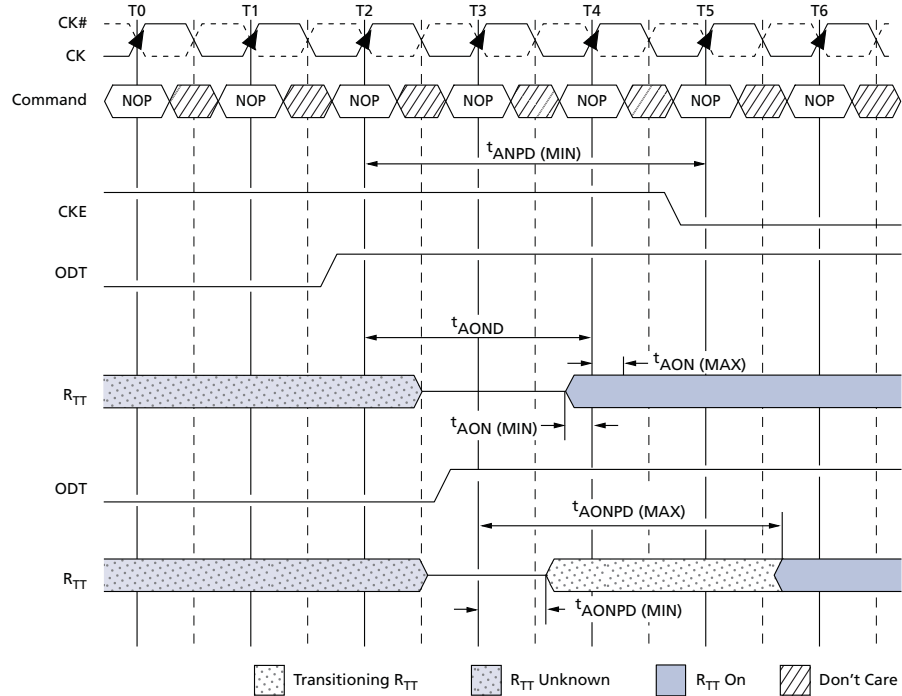 T0 T1 T2 T3 T4 T5 T6
CK#
CK
Command NOP NOP NOP NOP NOP NOP NOP
tANPD (MIN)
CKE
ODT
tAOND
tAON (MAX)
RTT
tAON (MIN)
ODT
tAONPD (MAX)
RTT
tAONPD (MIN)
Transitioning RTT RTT Unknown RTT On Don't Care